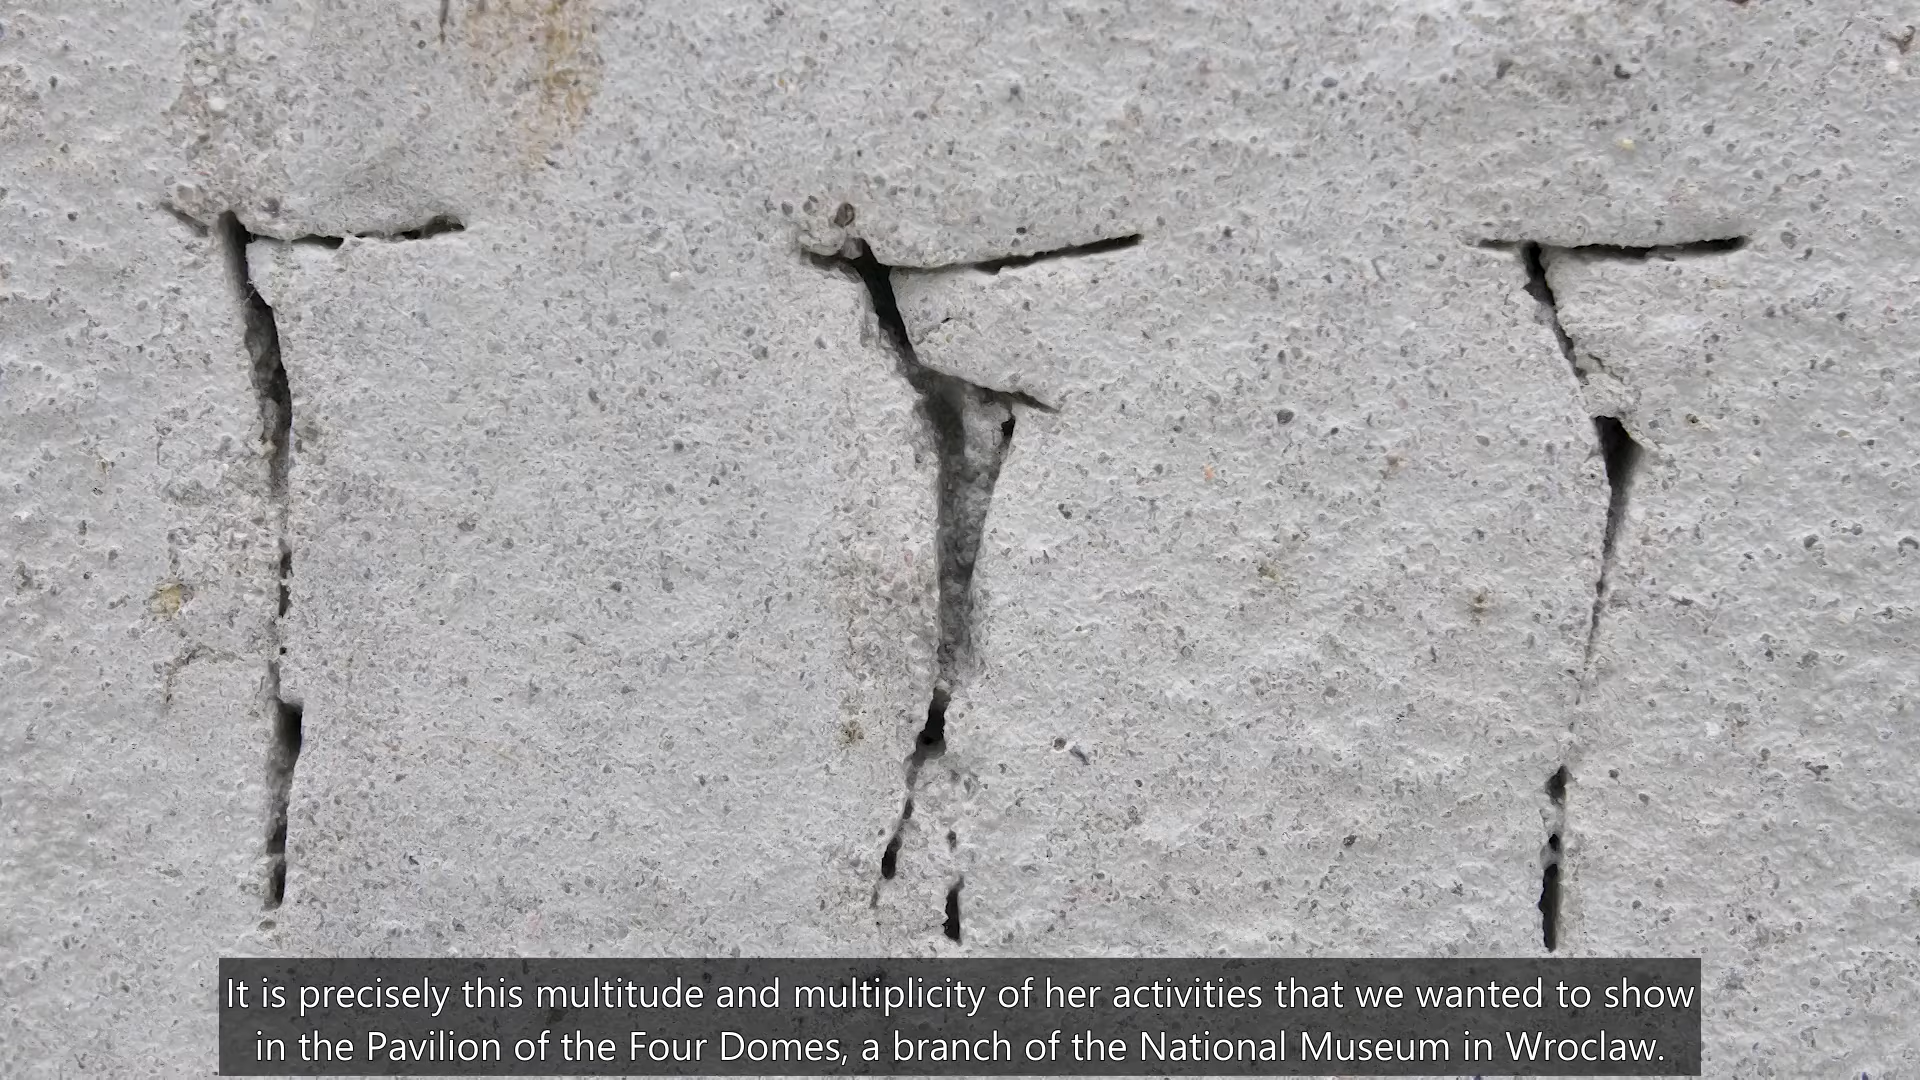 It is precisely this multitude and multiplicity of her activities that we wanted to show
in the Pavilion of the Four Domes, a branch of the National Museum in Wroclaw.